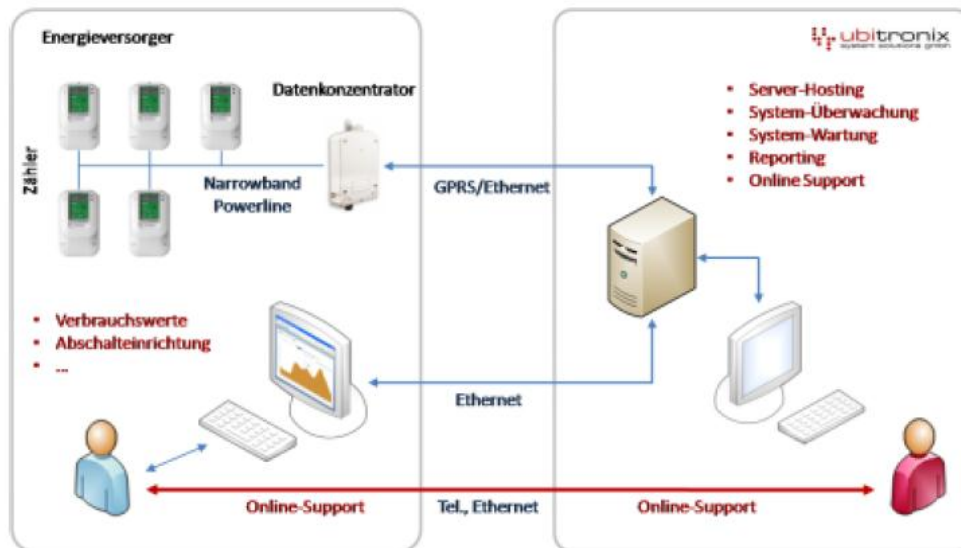 Energieversorger
Datenkonzentrator
Zähler
Narrowband
Powerline
GPRS/Ethernet
ubitronix
system solutions gmbh
• Server-Hosting
• System-Überwachung
• System-Wartung
• Reporting
• Online Support
• Verbrauchswerte
• Abschalteinrichtung
• ...
Ethernet
Online-Support
Tel., Ethernet
Online-Support